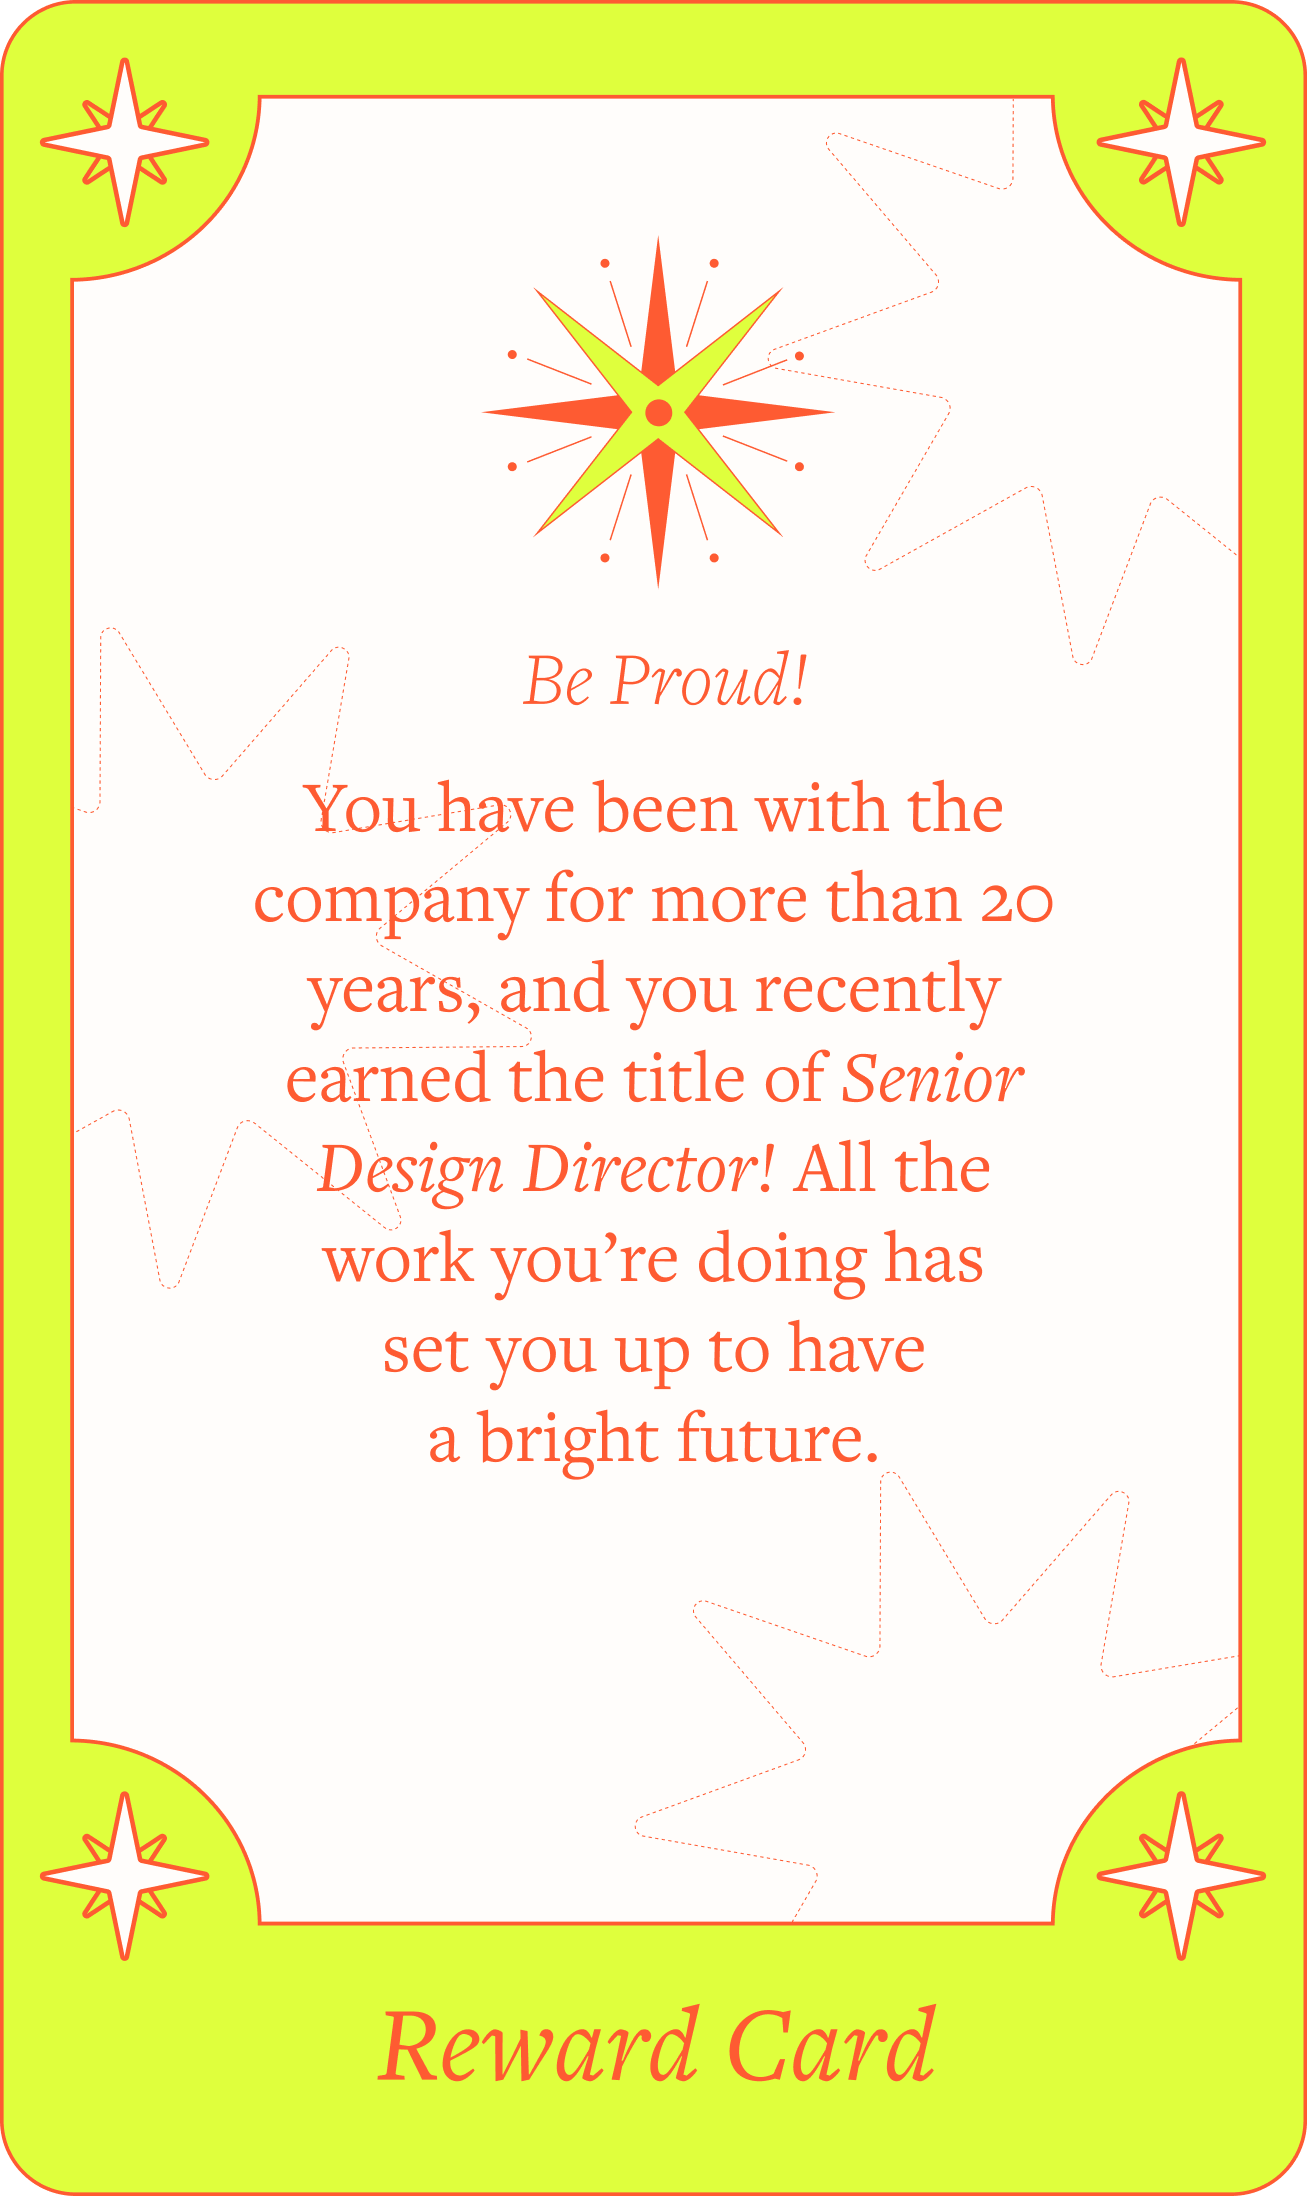 Be Proud!
You have been with the
company for more than 20
years, and you recently
earned the title of Senior
Design Director! All the
work you’re doing has
set you up to have
a bright future.
Reward Card